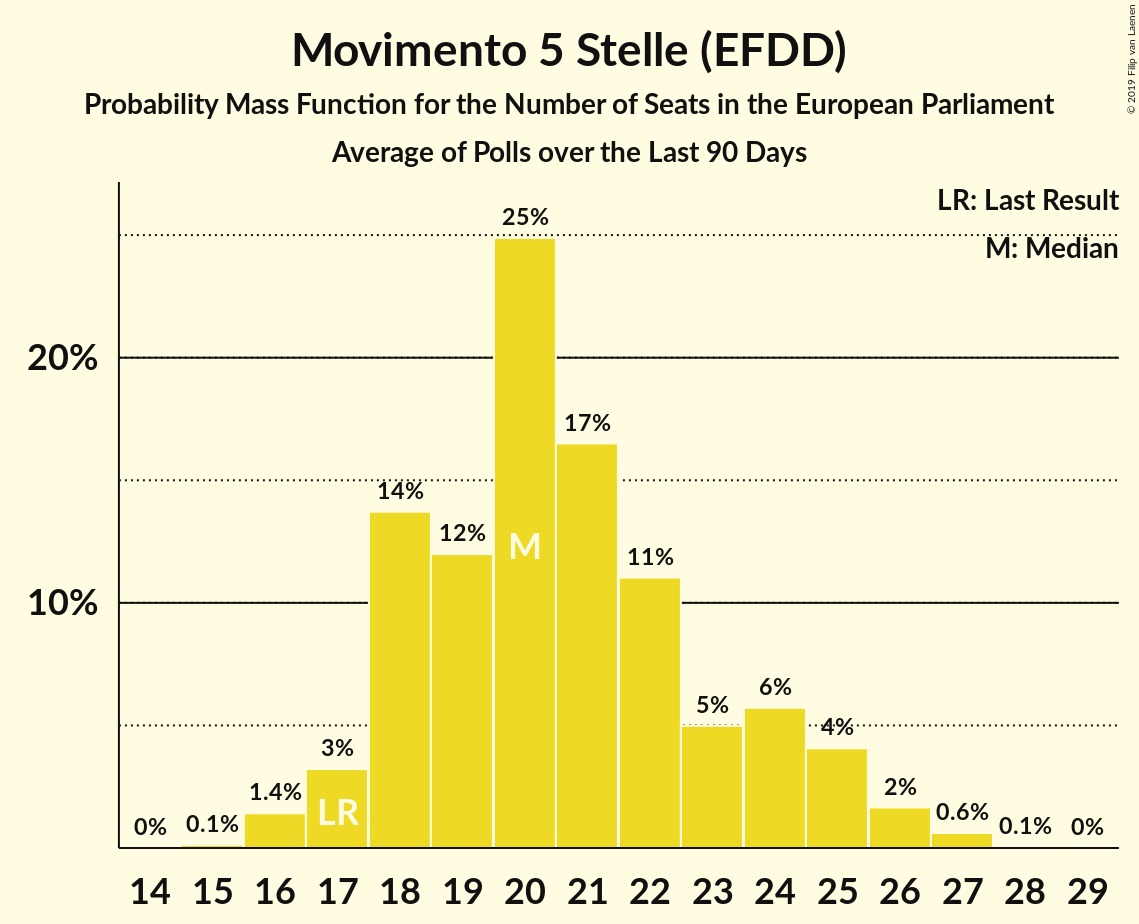 Movimento 5 Stelle (EFDD)
Probability Mass Function for the Number of Seats in the European Parliament
Average of Polls over the Last 90 Days
© 2019 Filip van Laenen
LR: Last Result
M: Median
25%
20%
17%
14%
12%
M
11%
10%
6%
5%
4%
3%
2%
1.4%
LR
0.6%
0%
0.1%
0.1%
0%
14 15 16 17 18 19 20 21 22 23 24 25 26 27 28 29